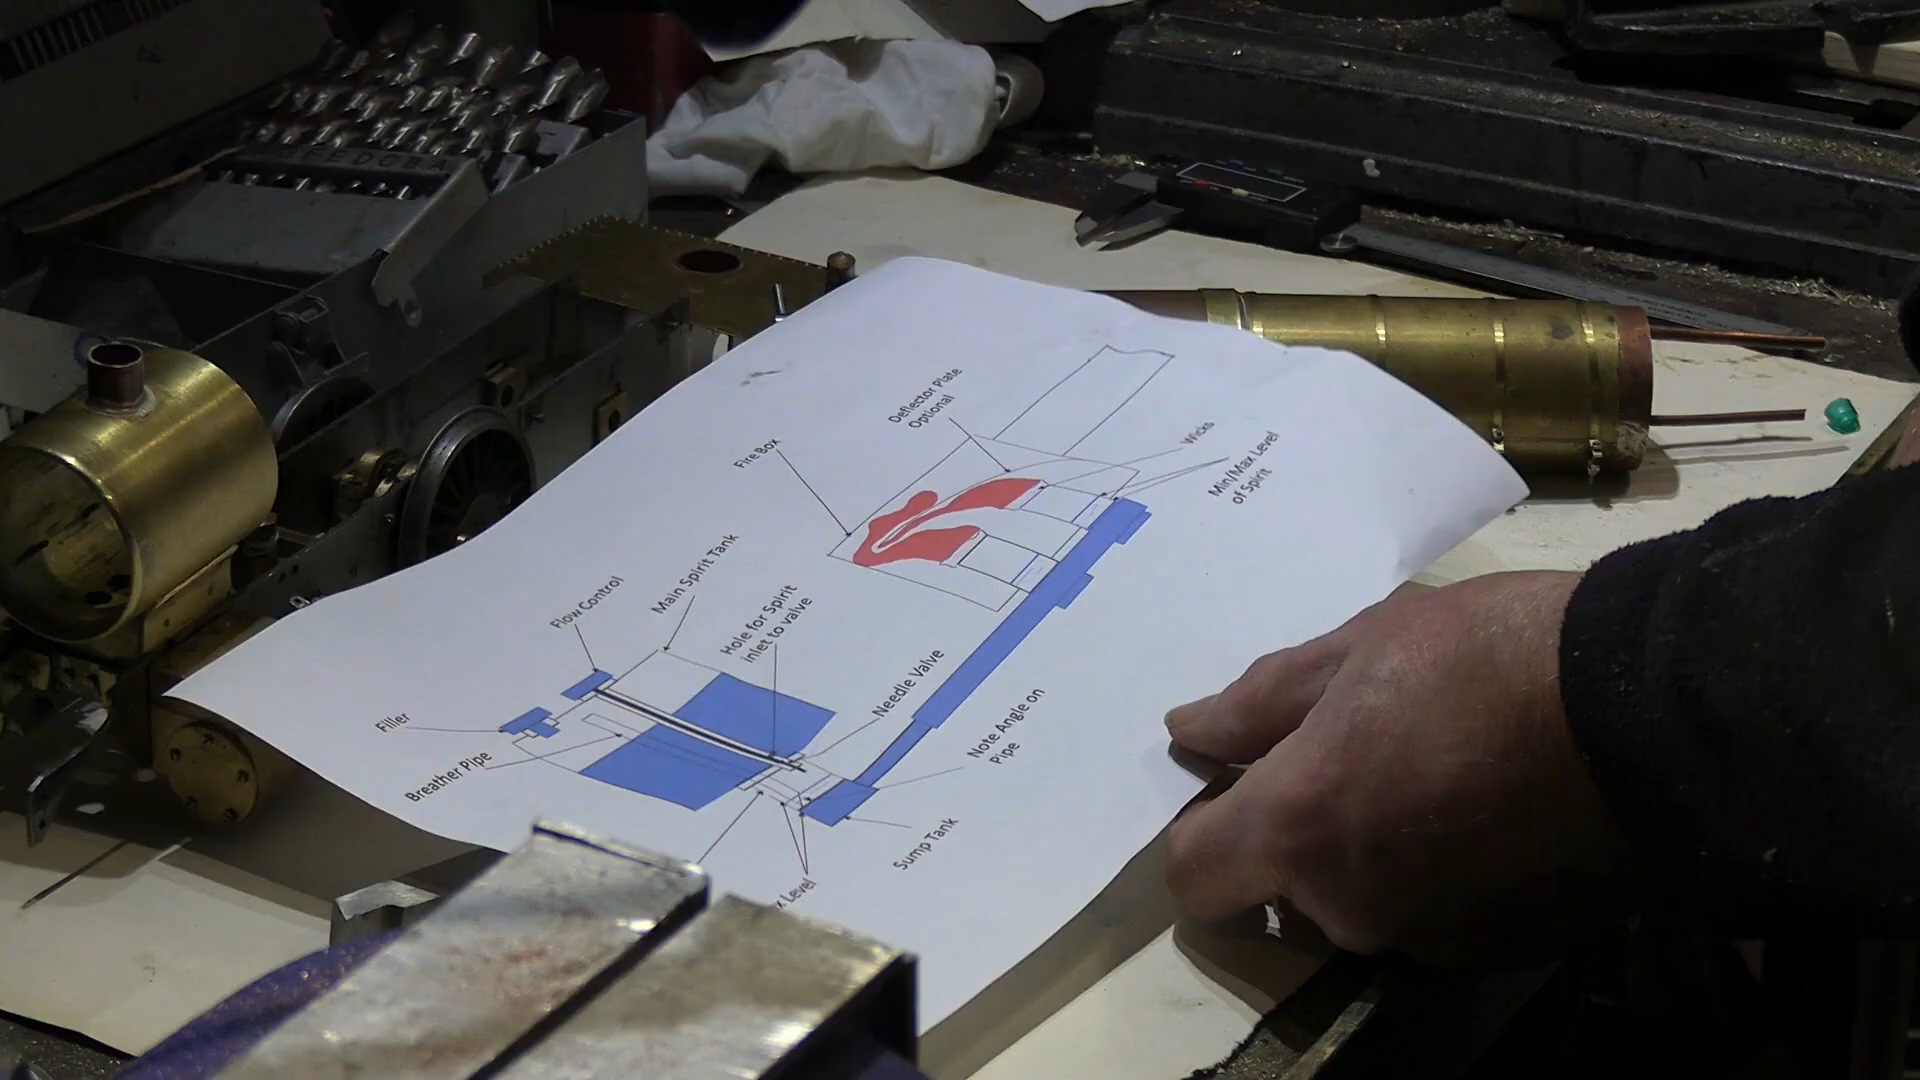 Deflector Plate
Optional
Wicks
Fire Box
Min/Max Level
of Spirit
Main Spirit Tank
Flow Control
Hole for Spirit
inlet to valve
Needle Valve
Filler
Note Angle on
Pipe
Breather Pipe
Sump Tank
x Level